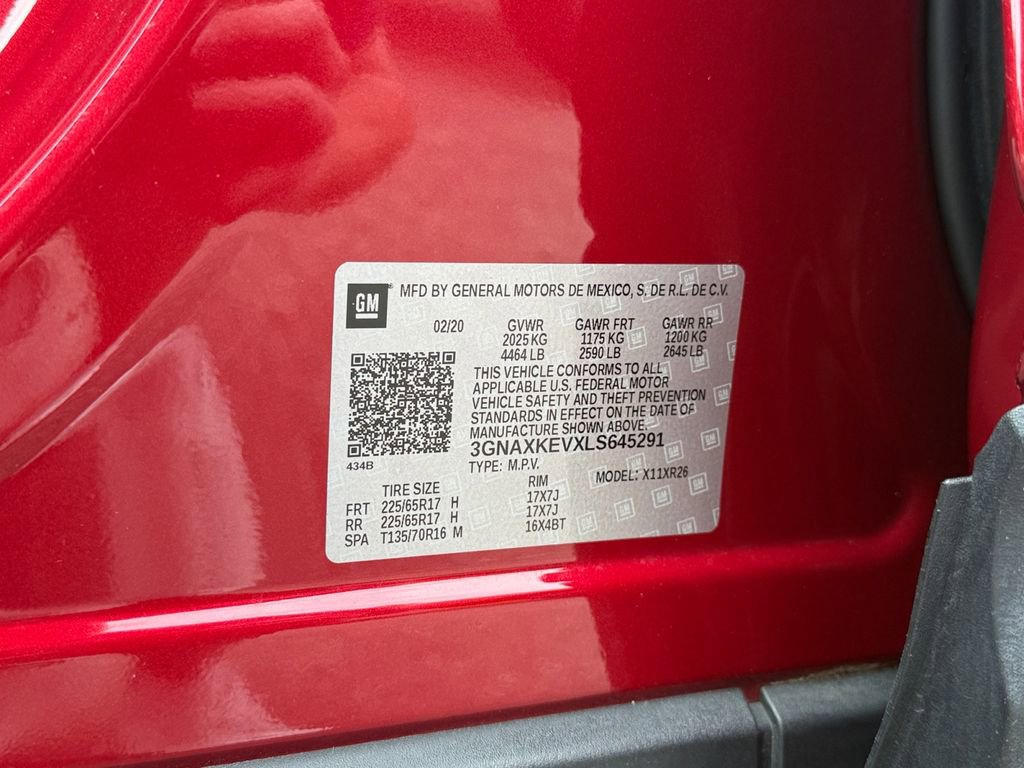 GM MFD BY GENERAL MOTORS DE MEXICO, S. DE R.L. DE C.V.
02/20 GVWR GAWR FRT GAWR RR
2025 KG 1175 KG 1200 KG
4464 LB 2590 LB 2645 LB
THIS VEHICLE CONFORMS TO ALL
APPLICABLE U.S. FEDERAL MOTOR
VEHICLE SAFETY AND THEFT PREVENTION
STANDARDS IN EFFECT ON THE DATE OF
MANUFACTURE SHOWN ABOVE.
3GNAXKEVXLS645291
434B
TYPE: M.P.V. MODEL: X11XR26
TIRE SIZE RIM
FRT 225/65R17 H 17X7J
RR 225/65R17 H 17X7J
SPA T135/70R16 M 16X4BT